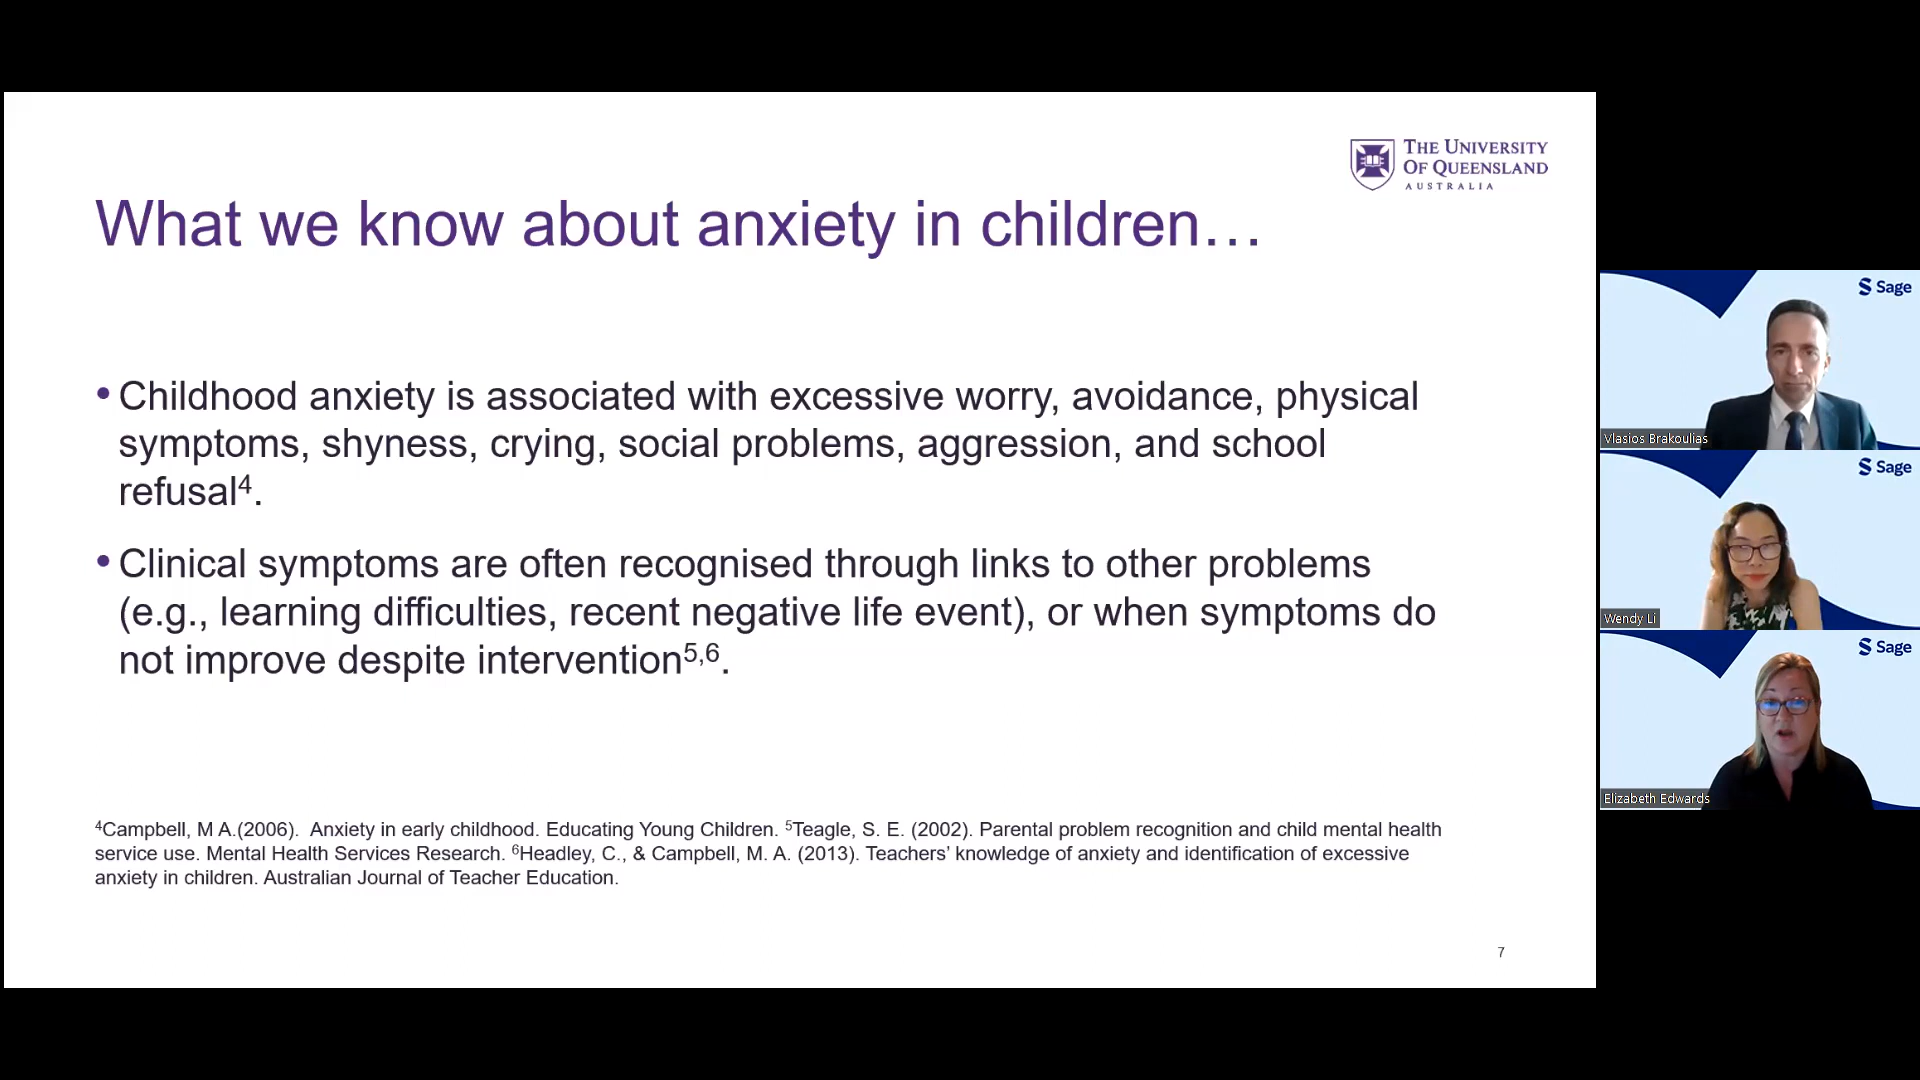 THE UNIVERSITY
OF QUEENSLAND
AUSTRALIA
What we know about anxiety in children…
• Childhood anxiety is associated with excessive worry, avoidance, physical
symptoms, shyness, crying, social problems, aggression, and school
refusal⁴.
• Clinical symptoms are often recognised through links to other problems
(e.g., learning difficulties, recent negative life event), or when symptoms do
not improve despite intervention⁵,⁶.
⁴Campbell, M A.(2006).  Anxiety in early childhood. Educating Young Children. ⁵Teagle, S. E. (2002). Parental problem recognition and child mental health
service use. Mental Health Services Research. ⁶Headley, C., & Campbell, M. A. (2013). Teachers’ knowledge of anxiety and identification of excessive
anxiety in children. Australian Journal of Teacher Education.
7
Sage
Vlasios Brakoulias
Sage
Wendy Li
Sage
Elizabeth Edwards